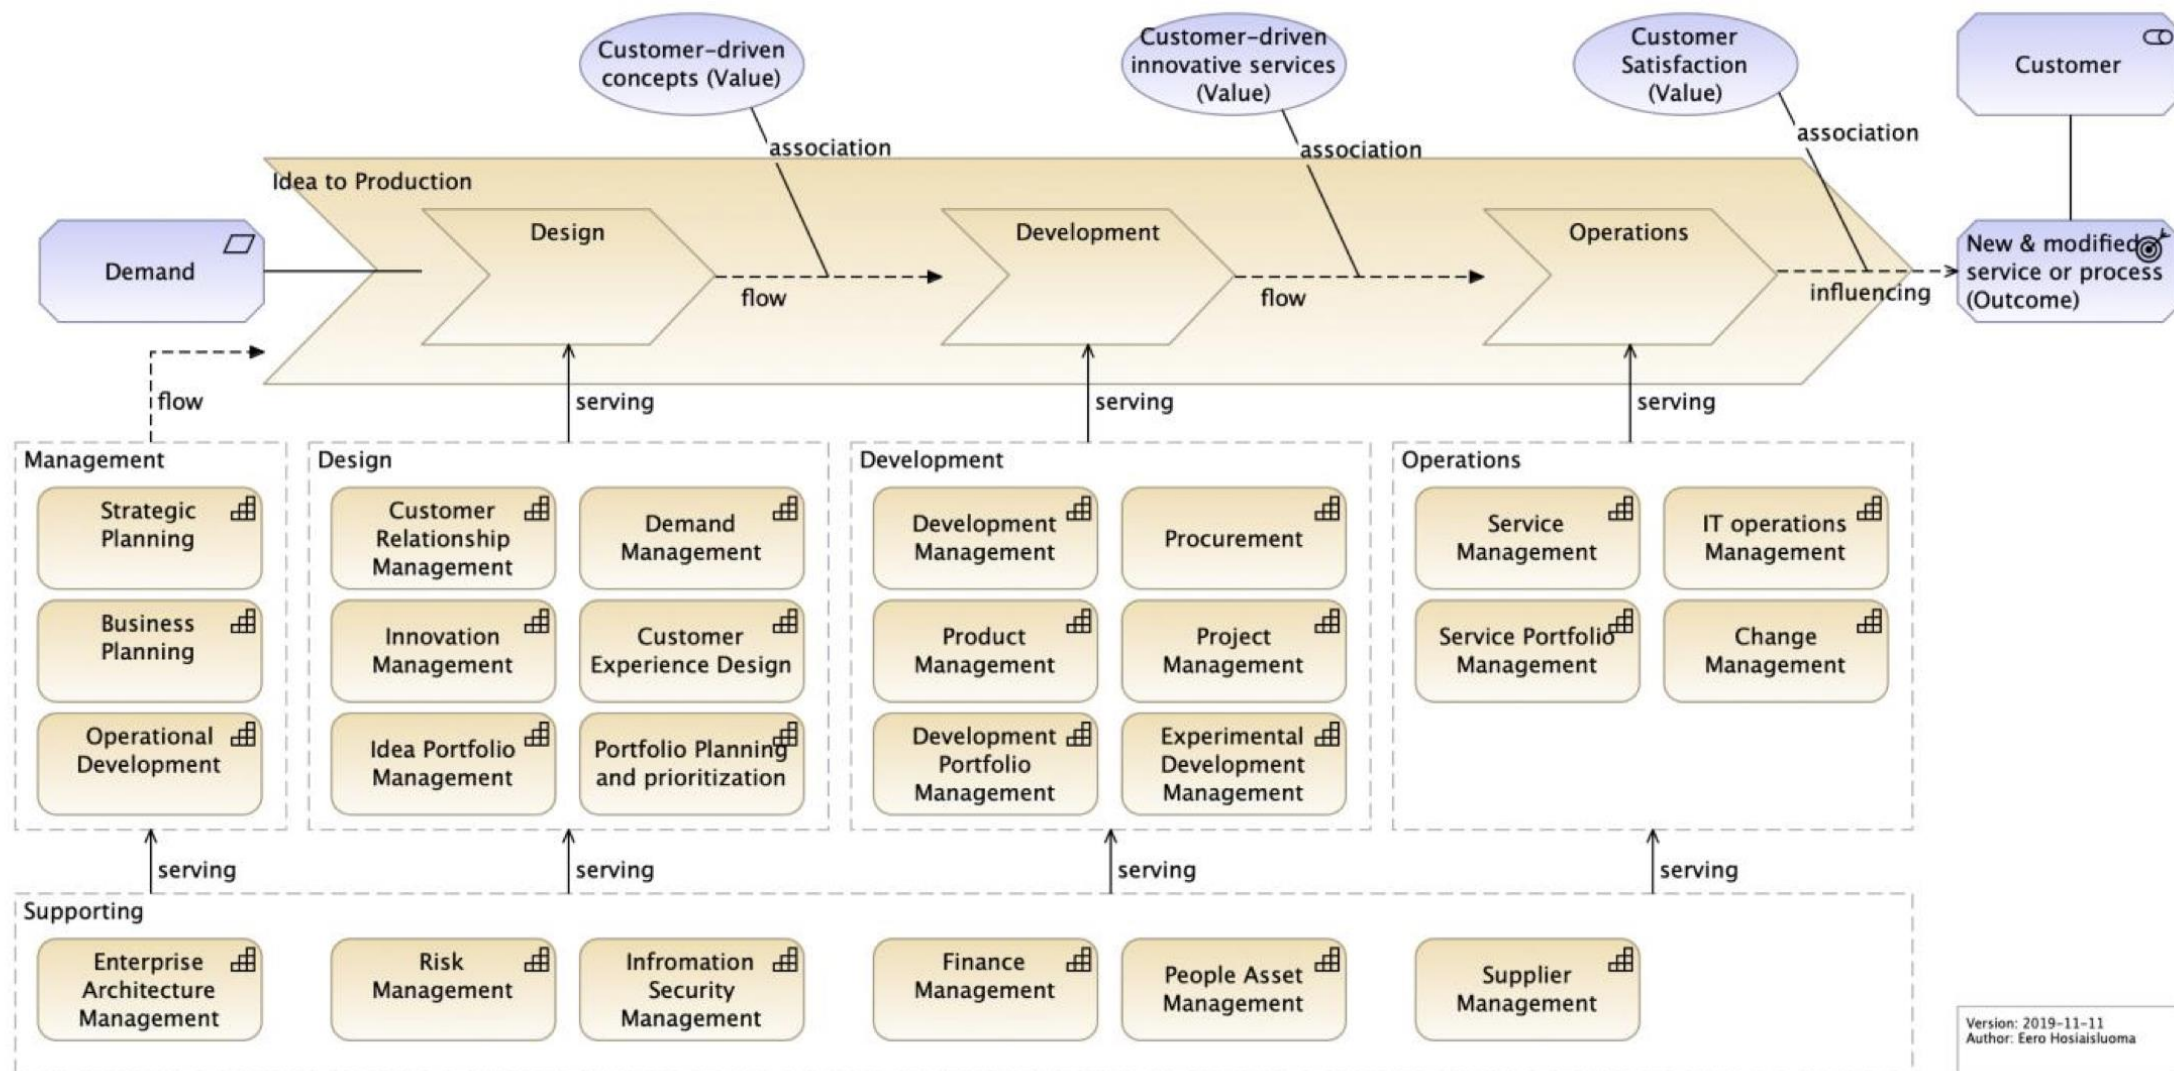 Customer-driven
concepts (Value)
Customer-driven
innovative services
(Value)
Customer
Satisfaction
(Value)
Customer
association
association
association
Idea to Production
Design
Development
Operations
Demand
flow
flow
influencing
New & modified
service or process
(Outcome)
flow
serving
serving
serving
Management
Strategic
Planning
Business
Planning
Operational
Development
Design
Customer
Relationship
Management
Demand
Management
Innovation
Management
Customer
Experience Design
Idea Portfolio
Management
Portfolio Planning
and prioritization
Development
Development
Management
Procurement
Product
Management
Project
Management
Development
Portfolio
Management
Experimental
Development
Management
Operations
Service
Management
IT operations
Management
Service Portfolio
Management
Change
Management
serving
serving
serving
serving
Supporting
Enterprise
Architecture
Management
Risk
Management
Infromation
Security
Management
Finance
Management
People Asset
Management
Supplier
Management
Version: 2019-11-11
Author: Eero Hosiaisluoma